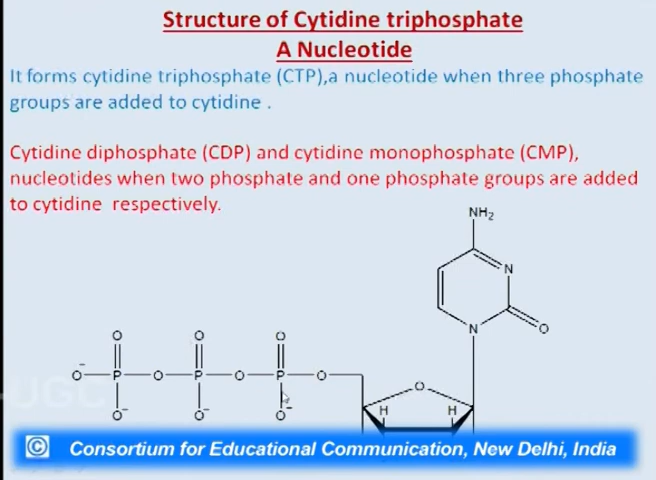 Structure of Cytidine triphosphate
A Nucleotide
It forms cytidine triphosphate (CTP),a nucleotide when three phosphate
groups are added to cytidine .
Cytidine diphosphate (CDP) and cytidine monophosphate (CMP),
nucleotides when two phosphate and one phosphate groups are added
to cytidine respectively.
NH2
N
N O
O O O
O- P O P O P O O
O- O- O-
H H
UGC
© Consortium for Educational Communication, New Delhi, India